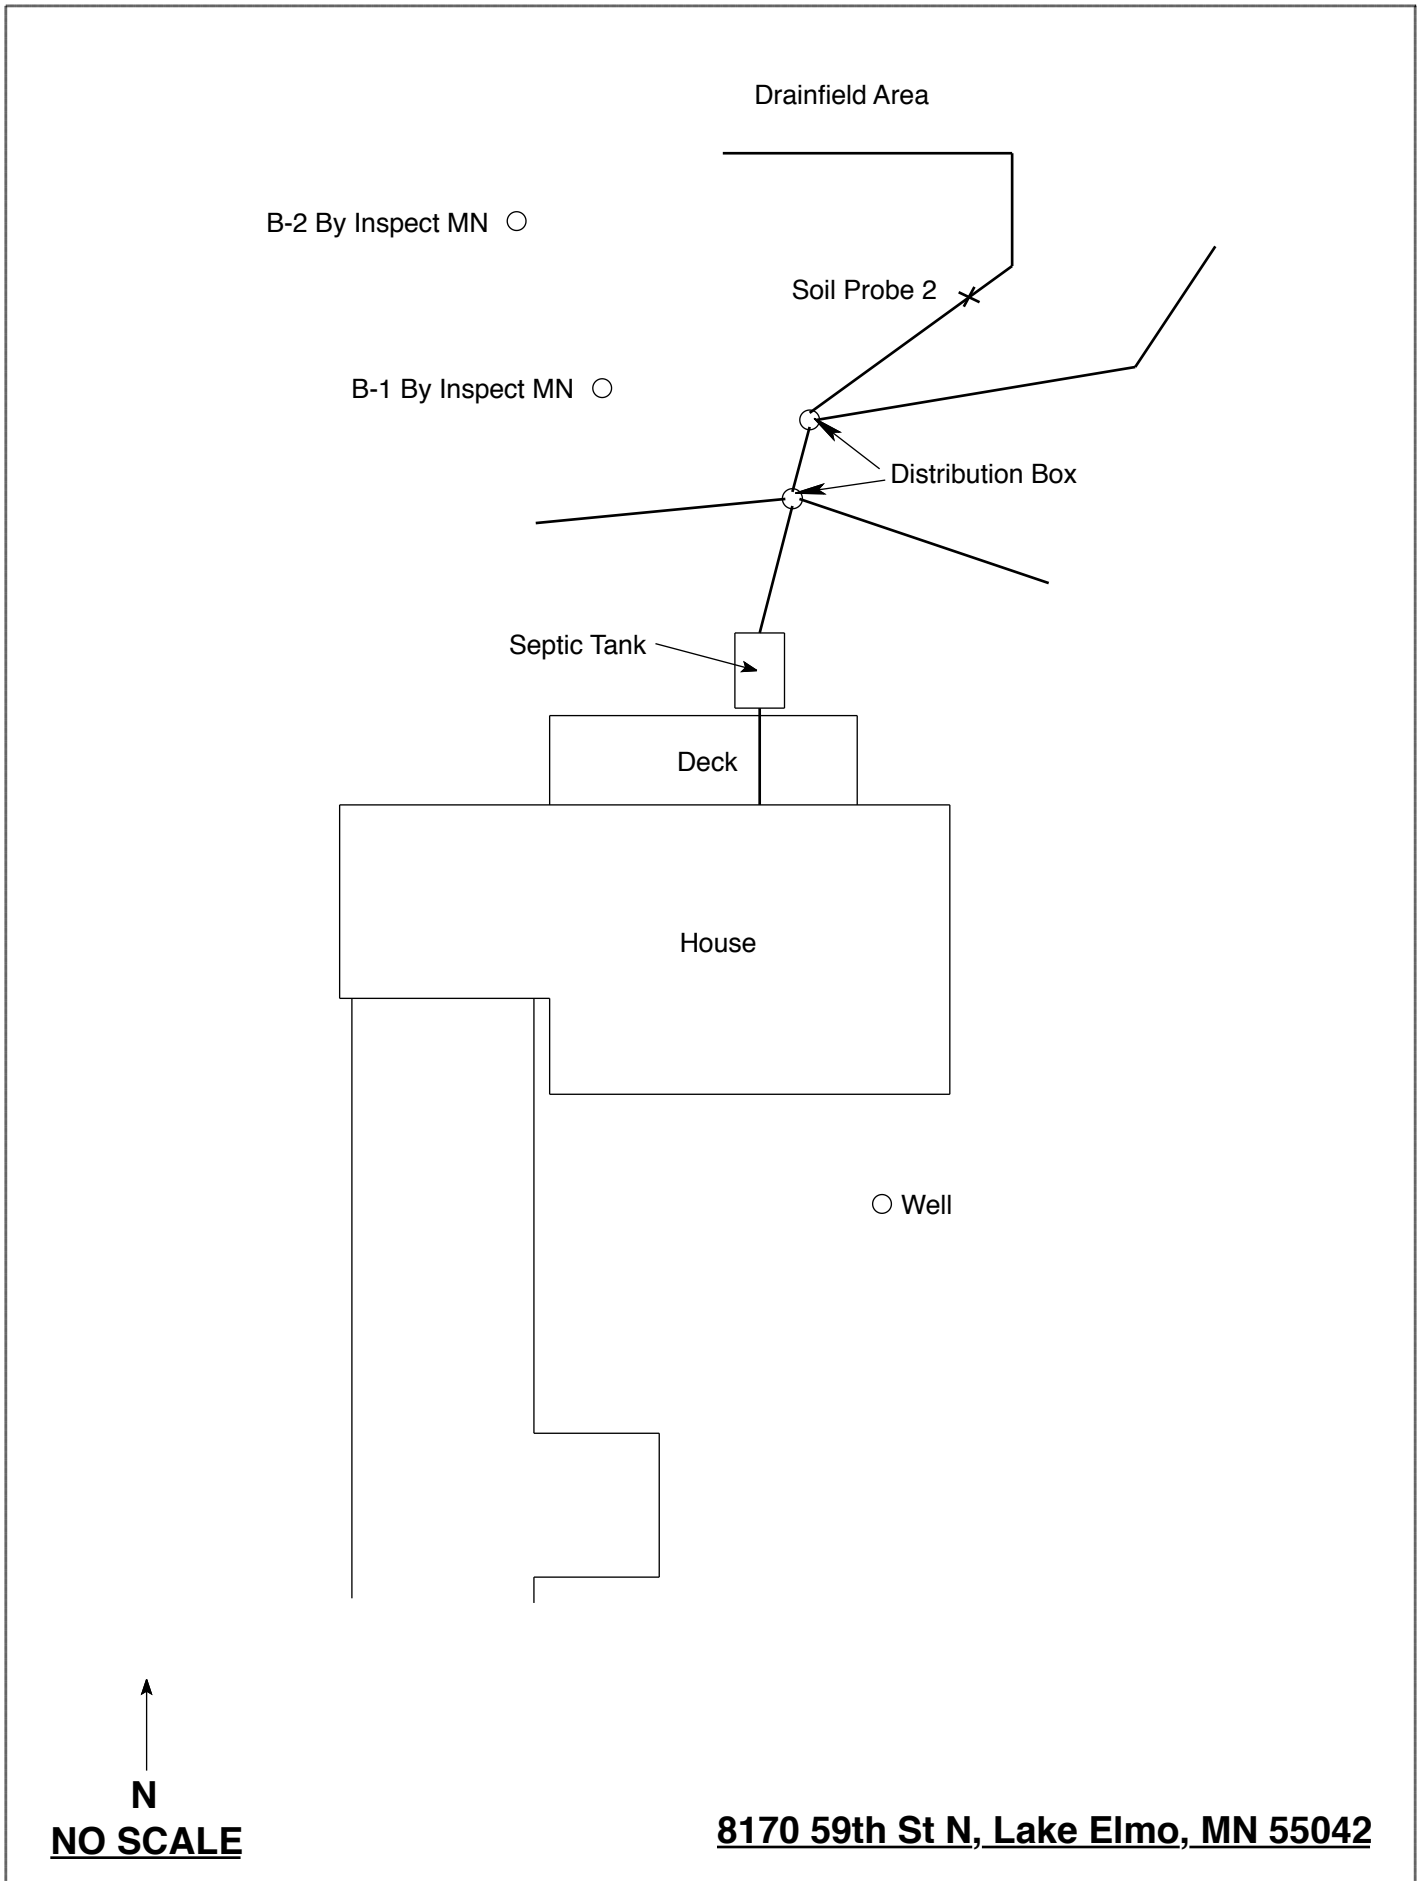 Drainfield Area
B-2 By Inspect MN
Soil Probe 2
B-1 By Inspect MN
Distribution Box
Septic Tank
Deck
House
Well
N
NO SCALE
8170 59th St N, Lake Elmo, MN 55042